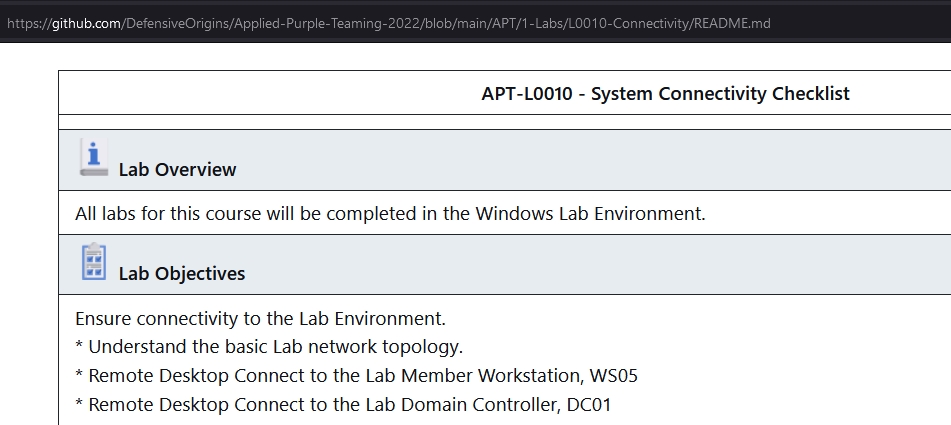 https://github.com/DefensiveOrigins/Applied-Purple-Teaming-2022/blob/main/APT/1-Labs/L0010-Connectivity/README.md
APT-L0010 - System Connectivity Checklist
Lab Overview
All labs for this course will be completed in the Windows Lab Environment.
Lab Objectives
Ensure connectivity to the Lab Environment.
* Understand the basic Lab network topology.
* Remote Desktop Connect to the Lab Member Workstation, WS05
* Remote Desktop Connect to the Lab Domain Controller, DC01